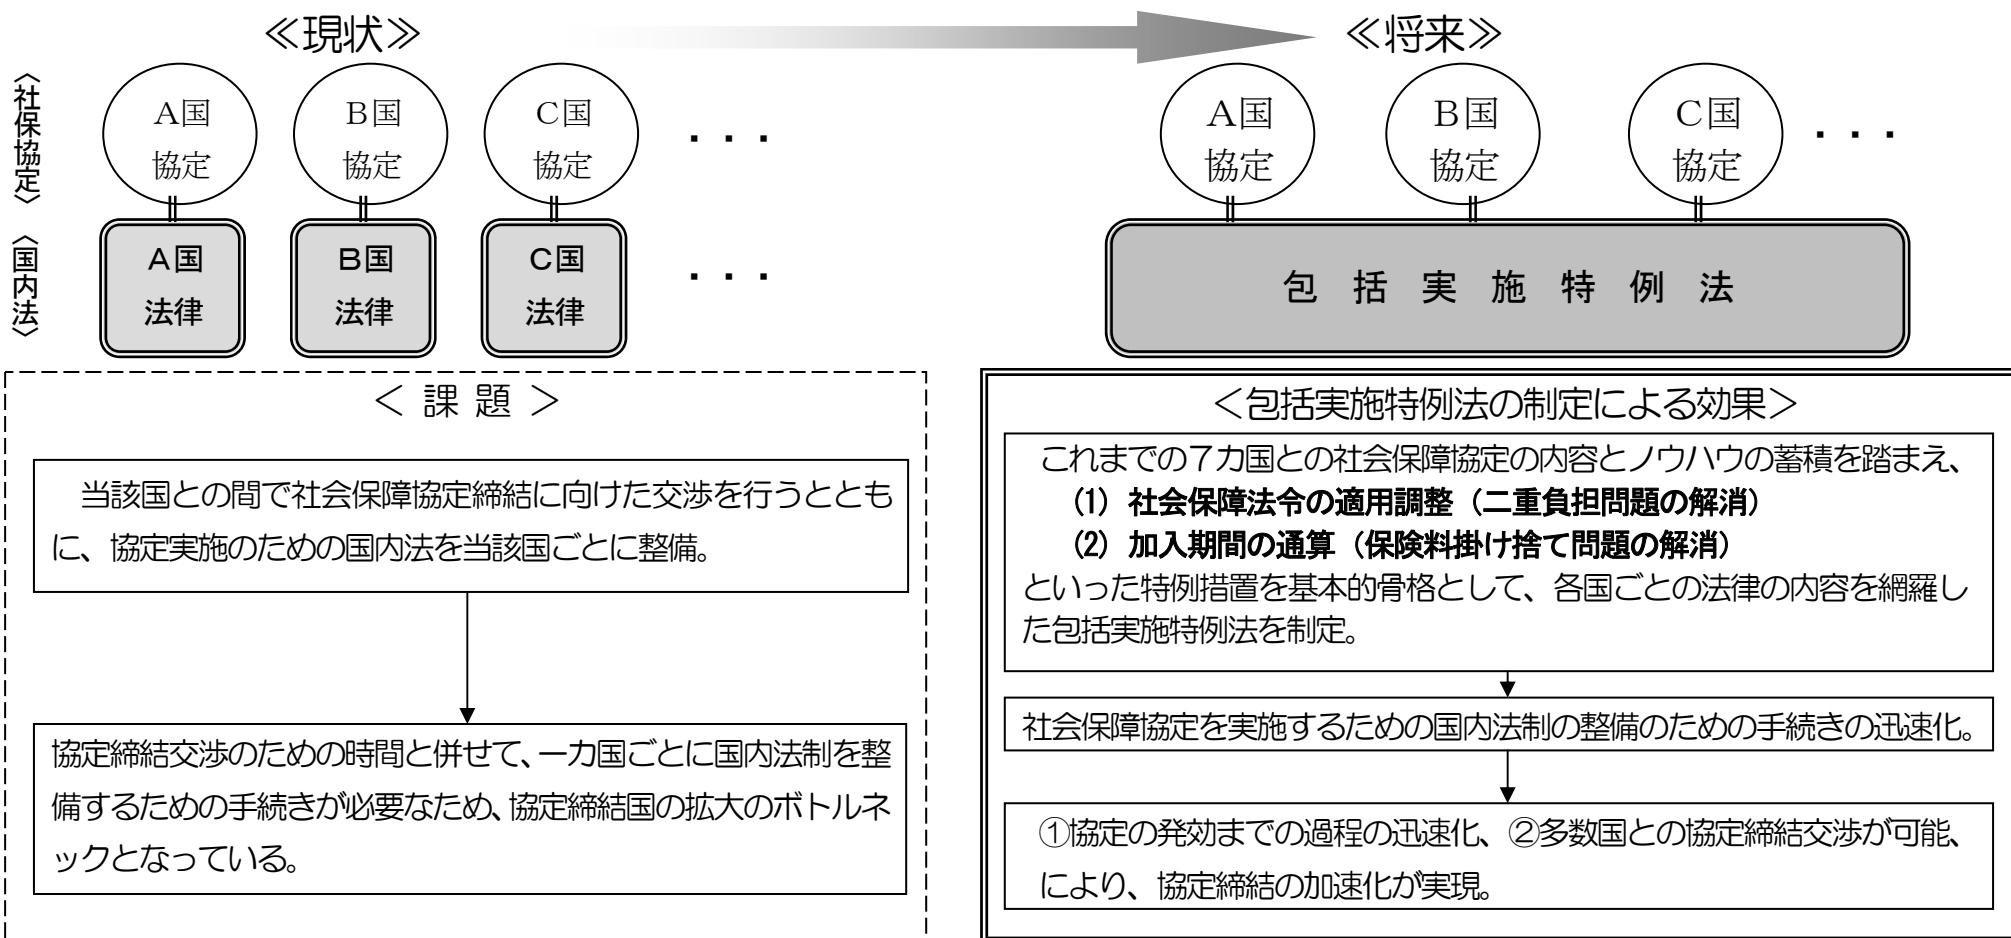 ≪現状≫
≪将来≫
〈社保協定〉
A国
協定
B国
協定
C国
協定
・・・
A国
協定
B国
協定
C国
協定
・・・
〈国内法〉
A国
法律
B国
法律
C国
法律
・・・
包括実施特例法
＜課題＞
当該国との間で社会保障協定締結に向けた交渉を行うととも
に、協定実施のための国内法を当該国ごとに整備。
協定締結交渉のための時間と併せて、一カ国ごとに国内法制を整
備するための手続きが必要なため、協定締結国の拡大のボトルネ
ックとなっている。
＜包括実施特例法の制定による効果＞
これまでの７カ国との社会保障協定の内容とノウハウの蓄積を踏まえ、
(1) 社会保障法令の適用調整（二重負担問題の解消）
(2) 加入期間の通算（保険料掛け捨て問題の解消）
といった特例措置を基本的骨格として、各国ごとの法律の内容を網羅し
た包括実施特例法を制定。
社会保障協定を実施するための国内法制の整備のための手続きの迅速化。
①協定の発効までの過程の迅速化、②多数国との協定締結交渉が可能、
により、協定締結の加速化が実現。